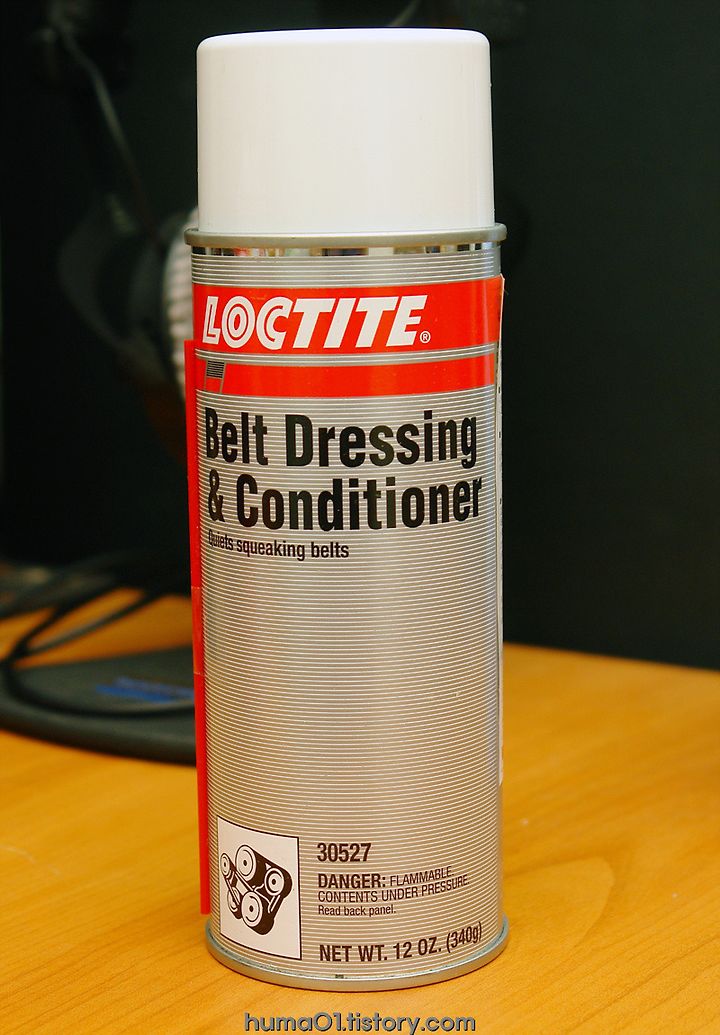 LOCTITE®
Belt Dressing
& Conditioner
Quiets squeaking belts
30527
DANGER: FLAMMABLE.
CONTENTS UNDER PRESSURE.
Read back panel.
NET WT. 12 OZ. (340g)
huma01.tistory.com